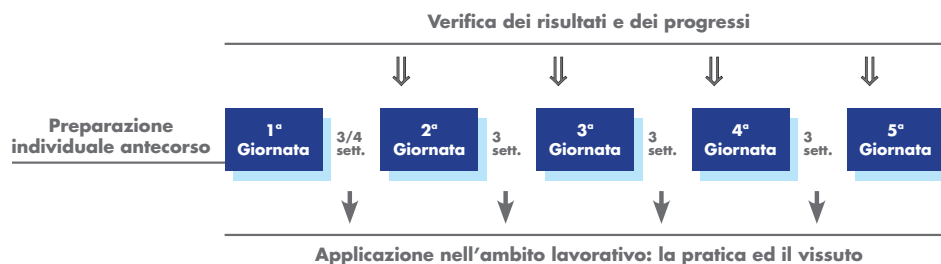 Verifica dei risultati e dei progressi
Preparazione
individuale antecorso
1ª
Giornata
3/4
sett.
2ª
Giornata
3
sett.
3ª
Giornata
3
sett.
4ª
Giornata
3
sett.
5ª
Giornata
Applicazione nell'ambito lavorativo: la pratica ed il vissuto